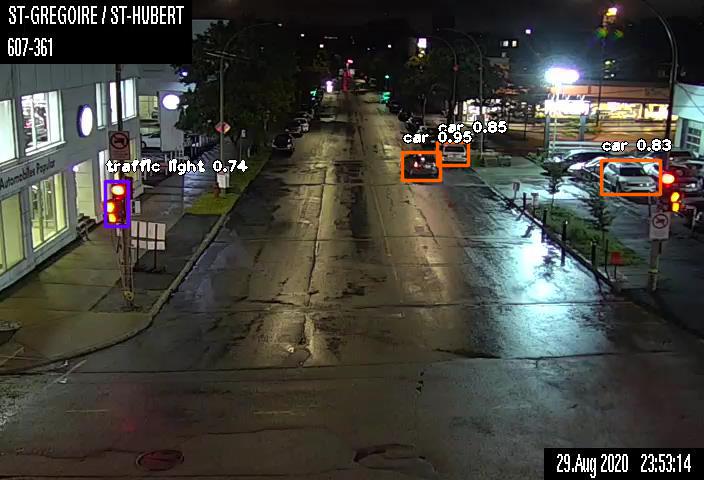 ST-GREGOIRE / ST-HUBERT
607-361
car 0.85
car 0.95
car 0.83
traffic light 0.74
Automobiles Popular
29.Aug 2020 23:53:14